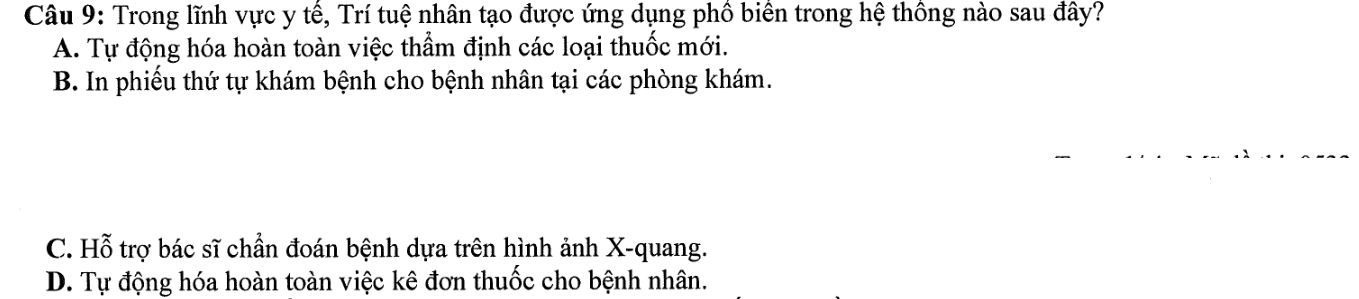 Câu 9: Trong lĩnh vực y tế, Trí tuệ nhân tạo được ứng dụng phổ biến trong hệ thống nào sau đây?
A. Tự động hóa hoàn toàn việc thẩm định các loại thuốc mới.
B. In phiếu thứ tự khám bệnh cho bệnh nhân tại các phòng khám.
C. Hỗ trợ bác sĩ chẩn đoán bệnh dựa trên hình ảnh X-quang.
D. Tự động hóa hoàn toàn việc kê đơn thuốc cho bệnh nhân.